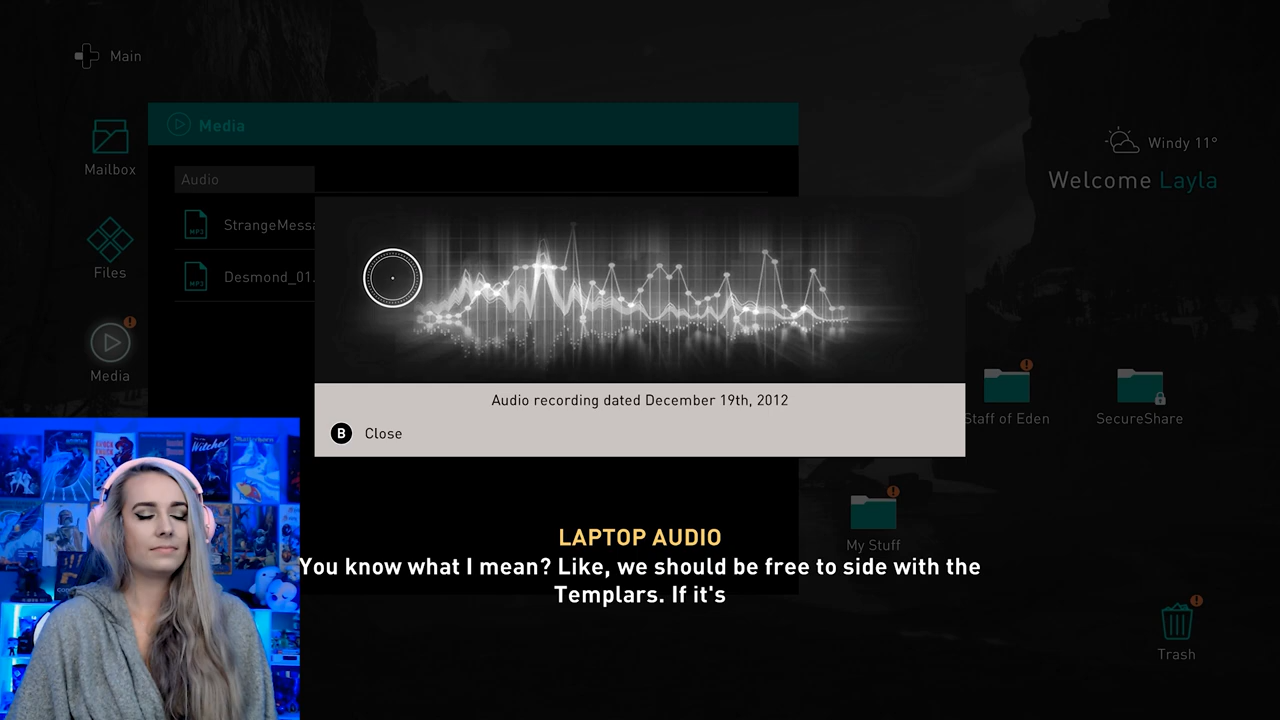 Main
Media
Windy 11°
Welcome Layla
Mailbox
Audio
StrangeMessa
Files
Desmond_01.
Media
Audio recording dated December 19th, 2012
B Close
Staff of Eden
SecureShare
Witcher
LAPTOP AUDIO
You know what I mean? Like, we should be free to side with the
Templars. If it's
My Stuff
Trash